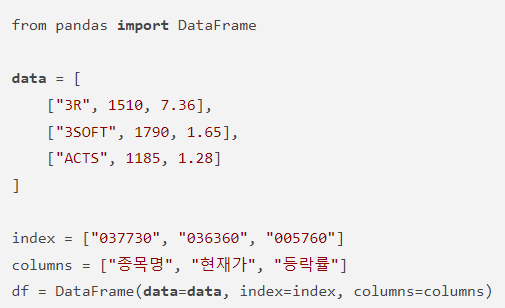 from pandas import DataFrame
data = [
    ["3R", 1510, 7.36],
    ["3SOFT", 1790, 1.65],
    ["ACTS", 1185, 1.28]
]
index = ["037730", "036360", "005760"]
columns = ["종목명", "현재가", "등락률"]
df = DataFrame(data=data, index=index, columns=columns)